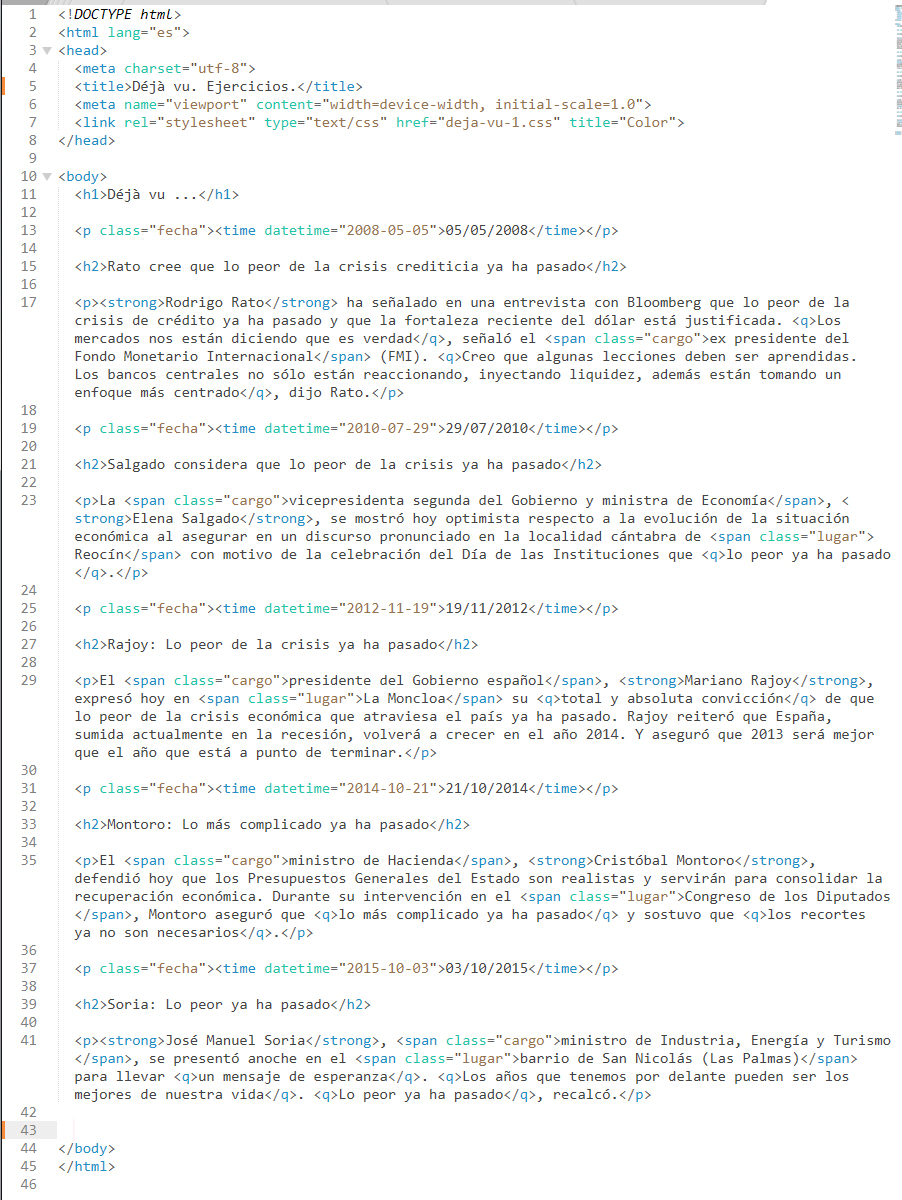 1 <!DOCTYPE html>
2 <html lang="es">
3 <head>
4 <meta charset="utf-8">
5 <title>Déjà vu. Ejercicios.</title>
6 <meta name="viewport" content="width=device-width, initial-scale=1.0">
7 <link rel="stylesheet" type="text/css" href="deja-vu-1.css" title="Color">
8 </head>
9
10 <body>
11 <h1>Déjà vu ...</h1>
12
13 <p class="fecha"><time datetime="2008-05-05">05/05/2008</time></p>
14
15 <h2>Rato cree que lo peor de la crisis crediticia ya ha pasado</h2>
16
17 <p><strong>Rodrigo Rato</strong> ha señalado en una entrevista con Bloomberg que lo peor de la
crisis de crédito ya ha pasado y que la fortaleza reciente del dólar está justificada. <q>Los
mercados nos están diciendo que es verdad</q>, señaló el <span class="cargo">ex presidente del
Fondo Monetario Internacional</span> (FMI). <q>Creo que algunas lecciones deben ser aprendidas.
Los bancos centrales no sólo están reaccionando, inyectando liquidez, además están tomando un
enfoque más centrado</q>, dijo Rato.</p>
18
19 <p class="fecha"><time datetime="2010-07-29">29/07/2010</time></p>
20
21 <h2>Salgado considera que lo peor de la crisis ya ha pasado</h2>
22
23 <p>La <span class="cargo">vicepresidenta segunda del Gobierno y ministra de Economía</span>, <
strong>Elena Salgado</strong>, se mostró hoy optimista respecto a la evolución de la situación
económica al asegurar en un discurso pronunciado en la localidad cántabra de <span class="lugar">
Reocín</span> con motivo de la celebración del Día de las Instituciones que <q>lo peor ya ha pasado
</q>.</p>
24
25 <p class="fecha"><time datetime="2012-11-19">19/11/2012</time></p>
26
27 <h2>Rajoy: Lo peor de la crisis ya ha pasado</h2>
28
29 <p>El <span class="cargo">presidente del Gobierno español</span>, <strong>Mariano Rajoy</strong>,
expresó hoy en <span class="lugar">La Moncloa</span> su <q>total y absoluta convicción</q> de que
lo peor de la crisis económica que atraviesa el país ya ha pasado. Rajoy reiteró que España,
sumida actualmente en la recesión, volverá a crecer en el año 2014. Y aseguró que 2013 será mejor
que el año que está a punto de terminar.</p>
30
31 <p class="fecha"><time datetime="2014-10-21">21/10/2014</time></p>
32
33 <h2>Montoro: Lo más complicado ya ha pasado</h2>
34
35 <p>El <span class="cargo">ministro de Hacienda</span>, <strong>Cristóbal Montoro</strong>,
defendió hoy que los Presupuestos Generales del Estado son realistas y servirán para consolidar la
recuperación económica. Durante su intervención en el <span class="lugar">Congreso de los Diputados
</span>, Montoro aseguró que <q>lo más complicado ya ha pasado</q> y sostuvo que <q>los recortes
ya no son necesarios</q>.</p>
36
37 <p class="fecha"><time datetime="2015-10-03">03/10/2015</time></p>
38
39 <h2>Soria: Lo peor ya ha pasado</h2>
40
41 <p><strong>José Manuel Soria</strong>, <span class="cargo">ministro de Industria, Energía y Turismo
</span>, se presentó anoche en el <span class="lugar">barrio de San Nicolás (Las Palmas)</span>
para llevar <q>un mensaje de esperanza</q>. <q>Los años que tenemos por delante pueden ser los
mejores de nuestra vida</q>. <q>Lo peor ya ha pasado</q>, recalcó.</p>
42
43
44 </body>
45 </html>
46